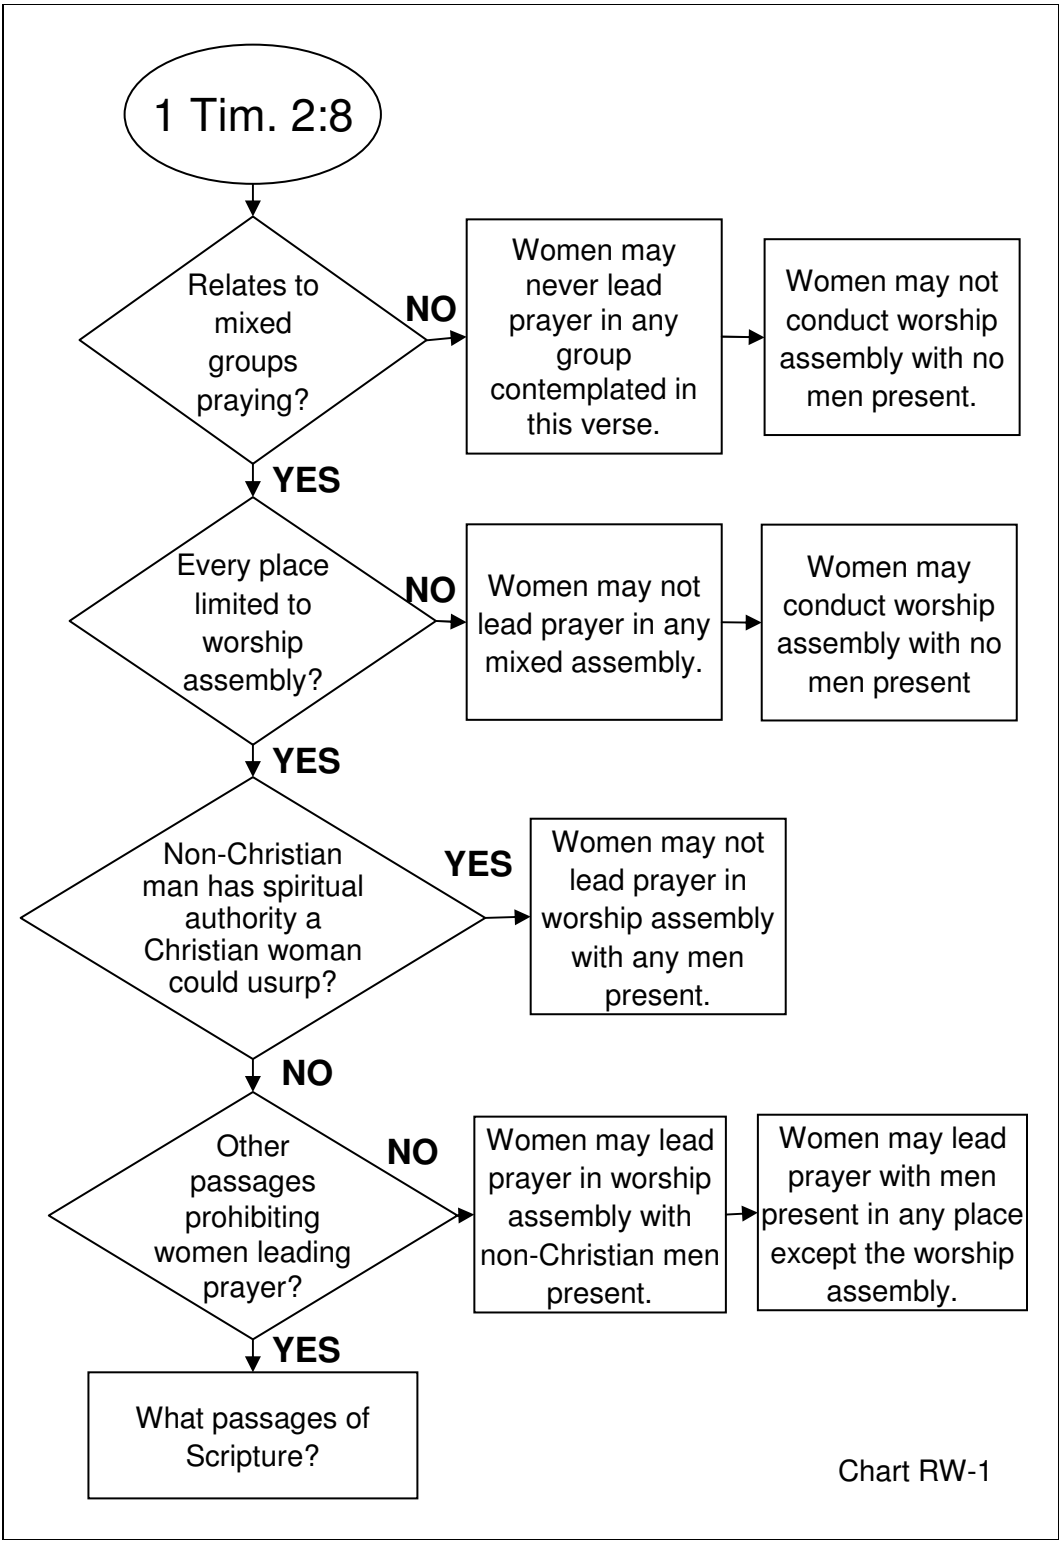 1 Tim. 2:8
Relates to
mixed
groups
praying?
NO
Women may
never lead
prayer in any
group
contemplated in
this verse.
Women may not
conduct worship
assembly with no
men present.
YES
Every place
limited to
worship
assembly?
NO
Women may not
lead prayer in any
mixed assembly.
Women may
conduct worship
assembly with no
men present
YES
Non-Christian
man has spiritual
authority a
Christian woman
could usurp?
YES
Women may not
lead prayer in
worship assembly
with any men
present.
NO
Other
passages
prohibiting
women leading
prayer?
NO
Women may lead
prayer in worship
assembly with
non-Christian men
present.
Women may lead
prayer with men
present in any place
except the worship
assembly.
YES
What passages of
Scripture?
Chart RW-1